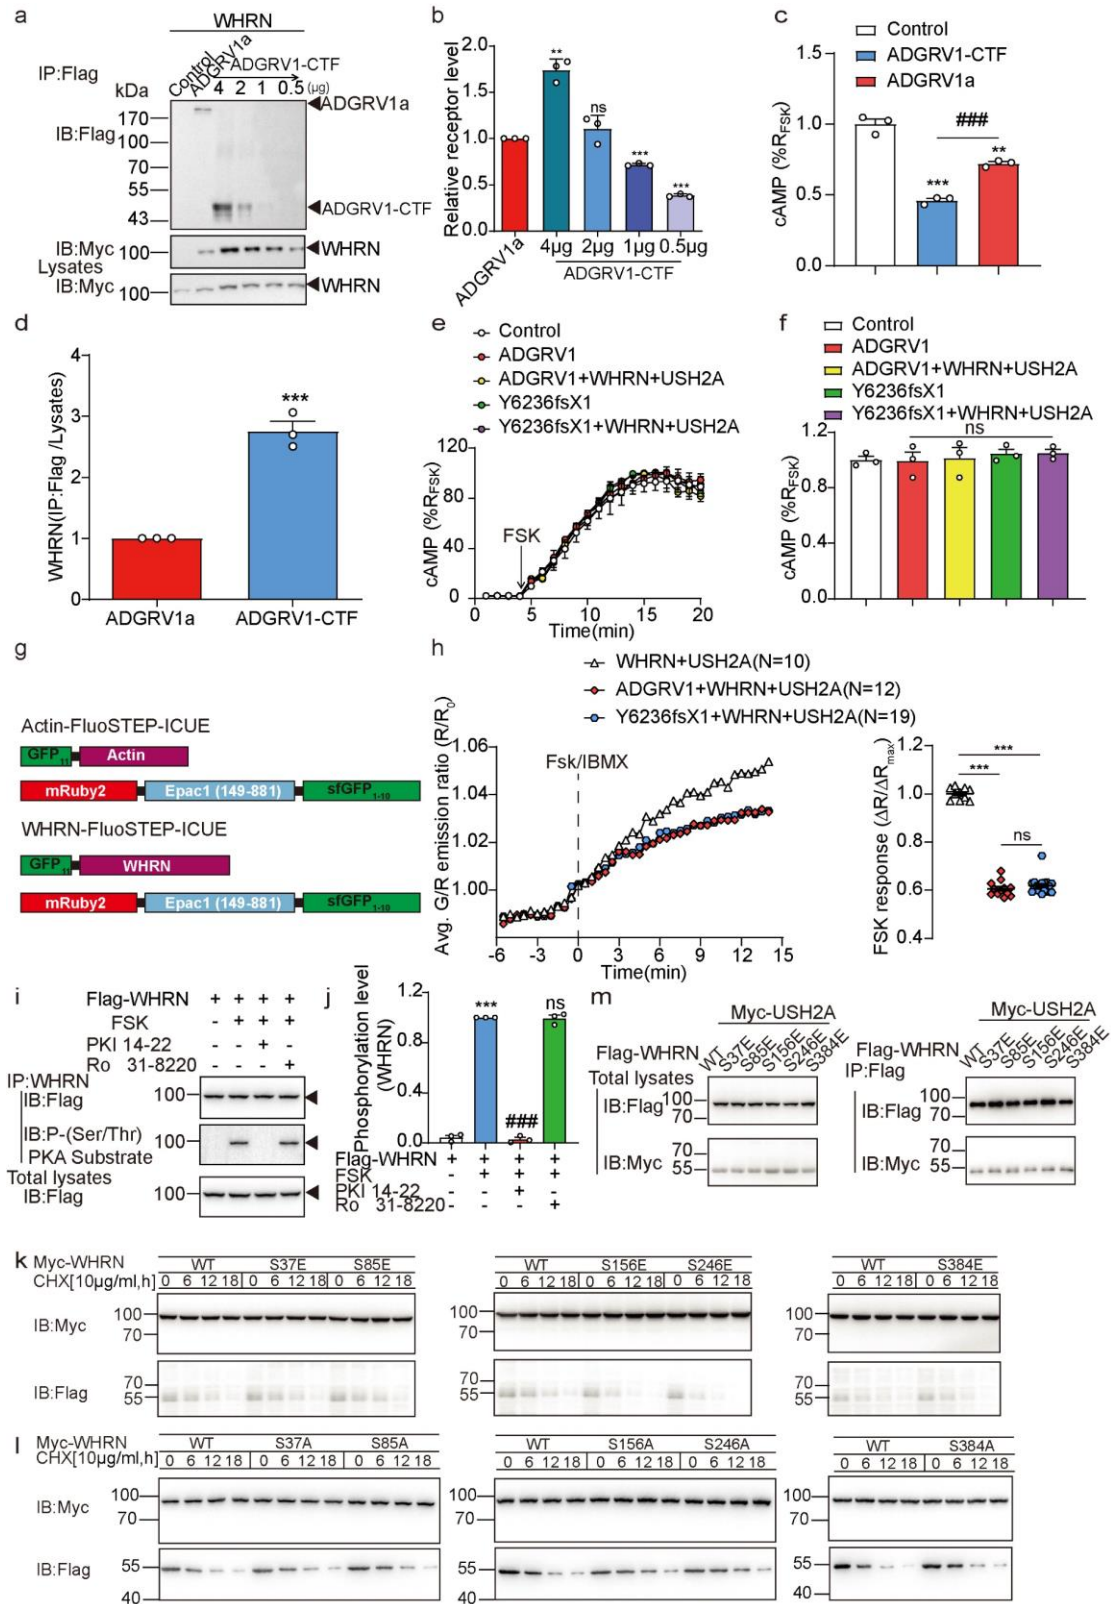 a
WHRN
Control
ADGRV1a
ADGRV1-CTF
IP:Flag
kDa
4 2 1 0.5 (µg)
ADGRV1a
170
IB:Flag 100
70
55
43
ADGRV1-CTF
IB:Myc 100 WHRN
Lysates
IB:Myc 100 WHRN
b
Relative receptor level
2.0
1.5
1.0
0.5
0.0
**
ns
***
***
ADGRV1a
4µg 2µg 1µg 0.5µg
ADGRV1-CTF
c
Control
ADGRV1-CTF
ADGRV1a
cAMP (%RFSK)
1.5
1.0
0.5
0.0
###
***
**
d
WHRN(IP:Flag /Lysates)
4
3
2
1
0
***
ADGRV1a ADGRV1-CTF
e
Control
ADGRV1
ADGRV1+WHRN+USH2A
Y6236fsX1
Y6236fsX1+WHRN+USH2A
cAMP (%RFSK)
120
80
40
0
FSK
0 5 10 15 20
Time(min)
f
Control
ADGRV1
ADGRV1+WHRN+USH2A
Y6236fsX1
Y6236fsX1+WHRN+USH2A
cAMP (%RFSK)
1.2
0.8
0.4
0.0
ns
g
Actin-FluoSTEP-ICUE
GFP11 Actin
mRuby2 Epac1 (149-881) sfGFP1-10
WHRN-FluoSTEP-ICUE
GFP11 WHRN
mRuby2 Epac1 (149-881) sfGFP1-10
h
WHRN+USH2A(N=10)
ADGRV1+WHRN+USH2A(N=12)
Y6236fsX1+WHRN+USH2A(N=19)
Avg. G/R emission ratio (R/R0)
1.06
1.04
1.02
1.00
Fsk/IBMX
-6 -3 0 3 6 9 12 15
Time(min)
FSK response (ΔR/ΔRmax)
1.2
1.0
0.8
0.6
0.4
***
***
ns
i
Flag-WHRN + + + +
FSK - + + +
PKI 14-22 - - + -
Ro 31-8220 - - - +
IP:WHRN
IB:Flag 100
IB:P-(Ser/Thr) 100
PKA Substrate
Total lysates
IB:Flag 100
j
Phosphorylation level
(WHRN)
1.2
0.8
0.4
0.0
***
###
ns
Flag-WHRN + + + +
FSK - + + +
PKI 14-22 - - + -
Ro 31-8220 - - - +
m
Myc-USH2A
Flag-WHRN WT S37E S85E S156E S246E S384E
Total lysates
IB:Flag 100
70
IB:Myc 70
55
Myc-USH2A
Flag-WHRN WT S37E S85E S156E S246E S384E
IP:Flag
IB:Flag 100
70
IB:Myc 70
55
k
Myc-WHRN WT S37E S85E
CHX[10µg/ml,h] 0 6 12 18 0 6 12 18 0 6 12 18
IB:Myc 100
70
IB:Flag 70
55
WT S156E S246E
0 6 12 18 0 6 12 18 0 6 12 18
100
70
70
55
WT S384E
0 6 12 18 0 6 12 18
100
70
70
55
l
Myc-WHRN WT S37A S85A
CHX[10µg/ml,h] 0 6 12 18 0 6 12 18 0 6 12 18
IB:Myc 100
70
IB:Flag 55
40
WT S156A S246A
0 6 12 18 0 6 12 18 0 6 12 18
100
70
55
40
WT S384A
0 6 12 18 0 6 12 18
100
70
55
40